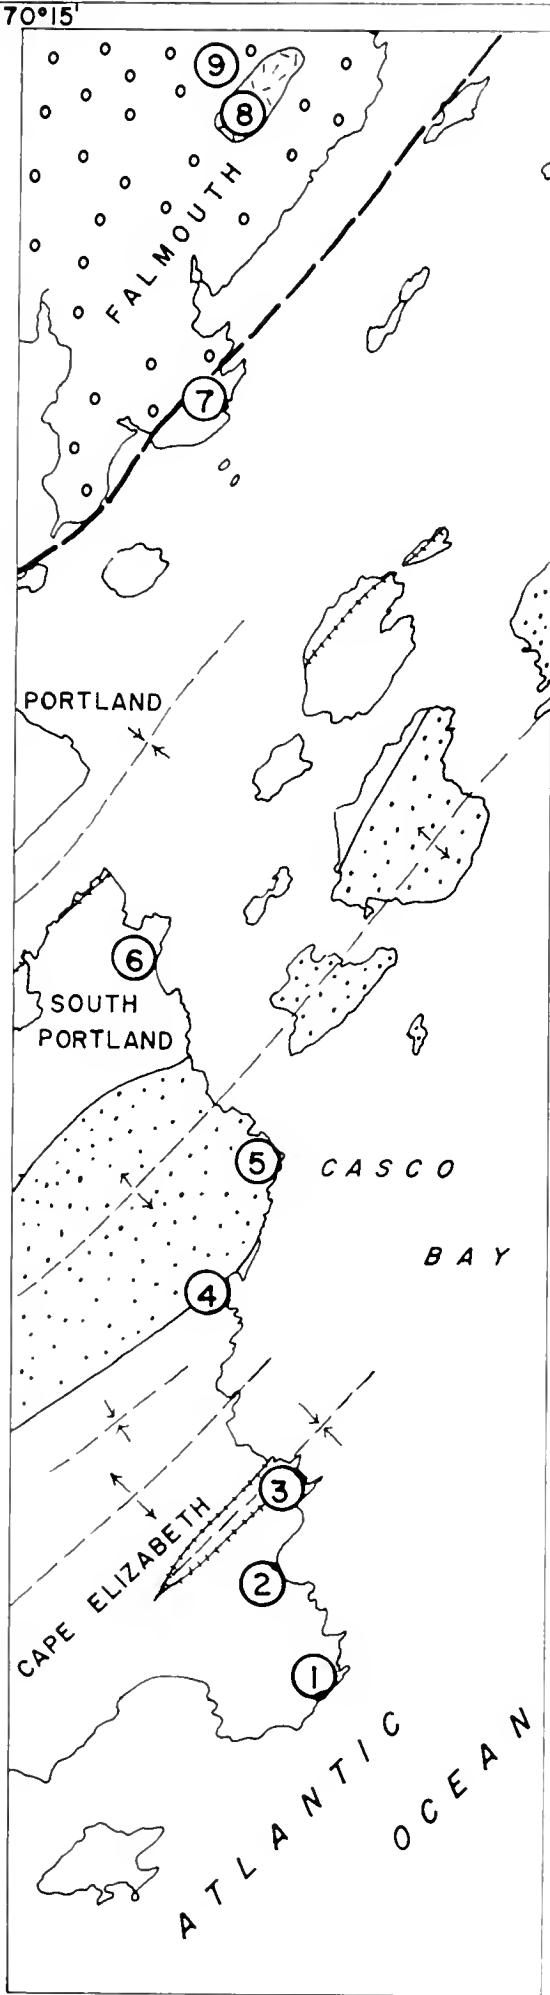 70°15'
9
8
FALMOUTH
7
PORTLAND
6
SOUTH
PORTLAND
5
CASCO
BAY
4
3
CAPE ELIZABETH
2
1
ATLANTIC
OCEAN